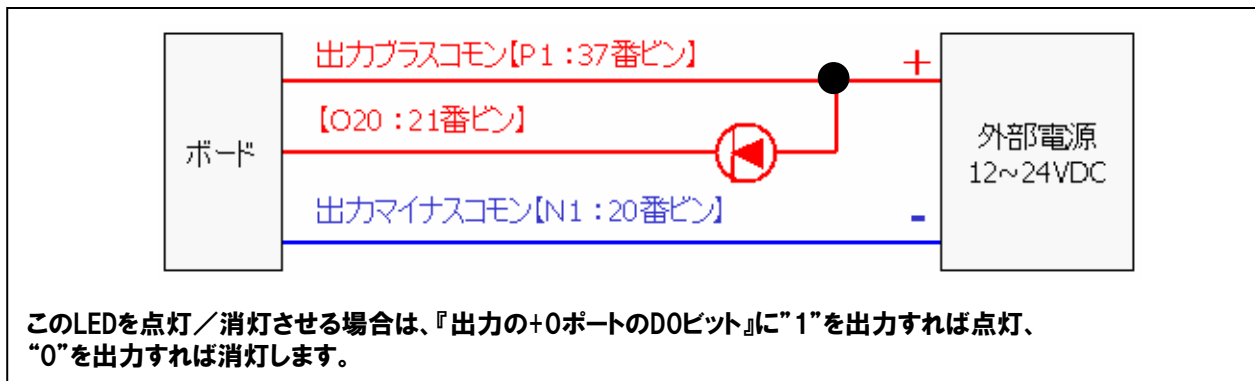 出力プラスコモン【P1：37番ピン】
+
【O20：21番ピン】
ボード
外部電源
12~24VDC
出力マイナスコモン【N1：20番ピン】
-
このLEDを点灯／消灯させる場合は、『出力の+0ポートのD0ビット』に”1”を出力すれば点灯、
“0”を出力すれば消灯します。